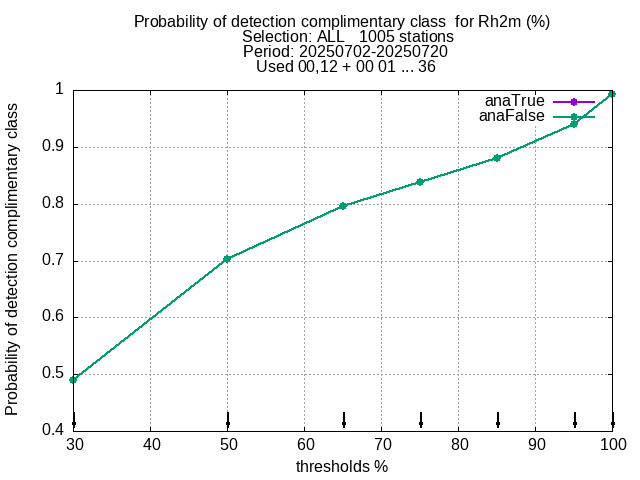 Probability of detection complimentary class  for Rh2m (%)
Selection: ALL   1005 stations
Period: 20250702-20250720
Used 00,12 + 00 01 ... 36
anaTrue
anaFalse
Probability of detection complimentary class
1
0.9
0.8
0.7
0.6
0.5
0.4
30 40 50 60 70 80 90 100
thresholds %